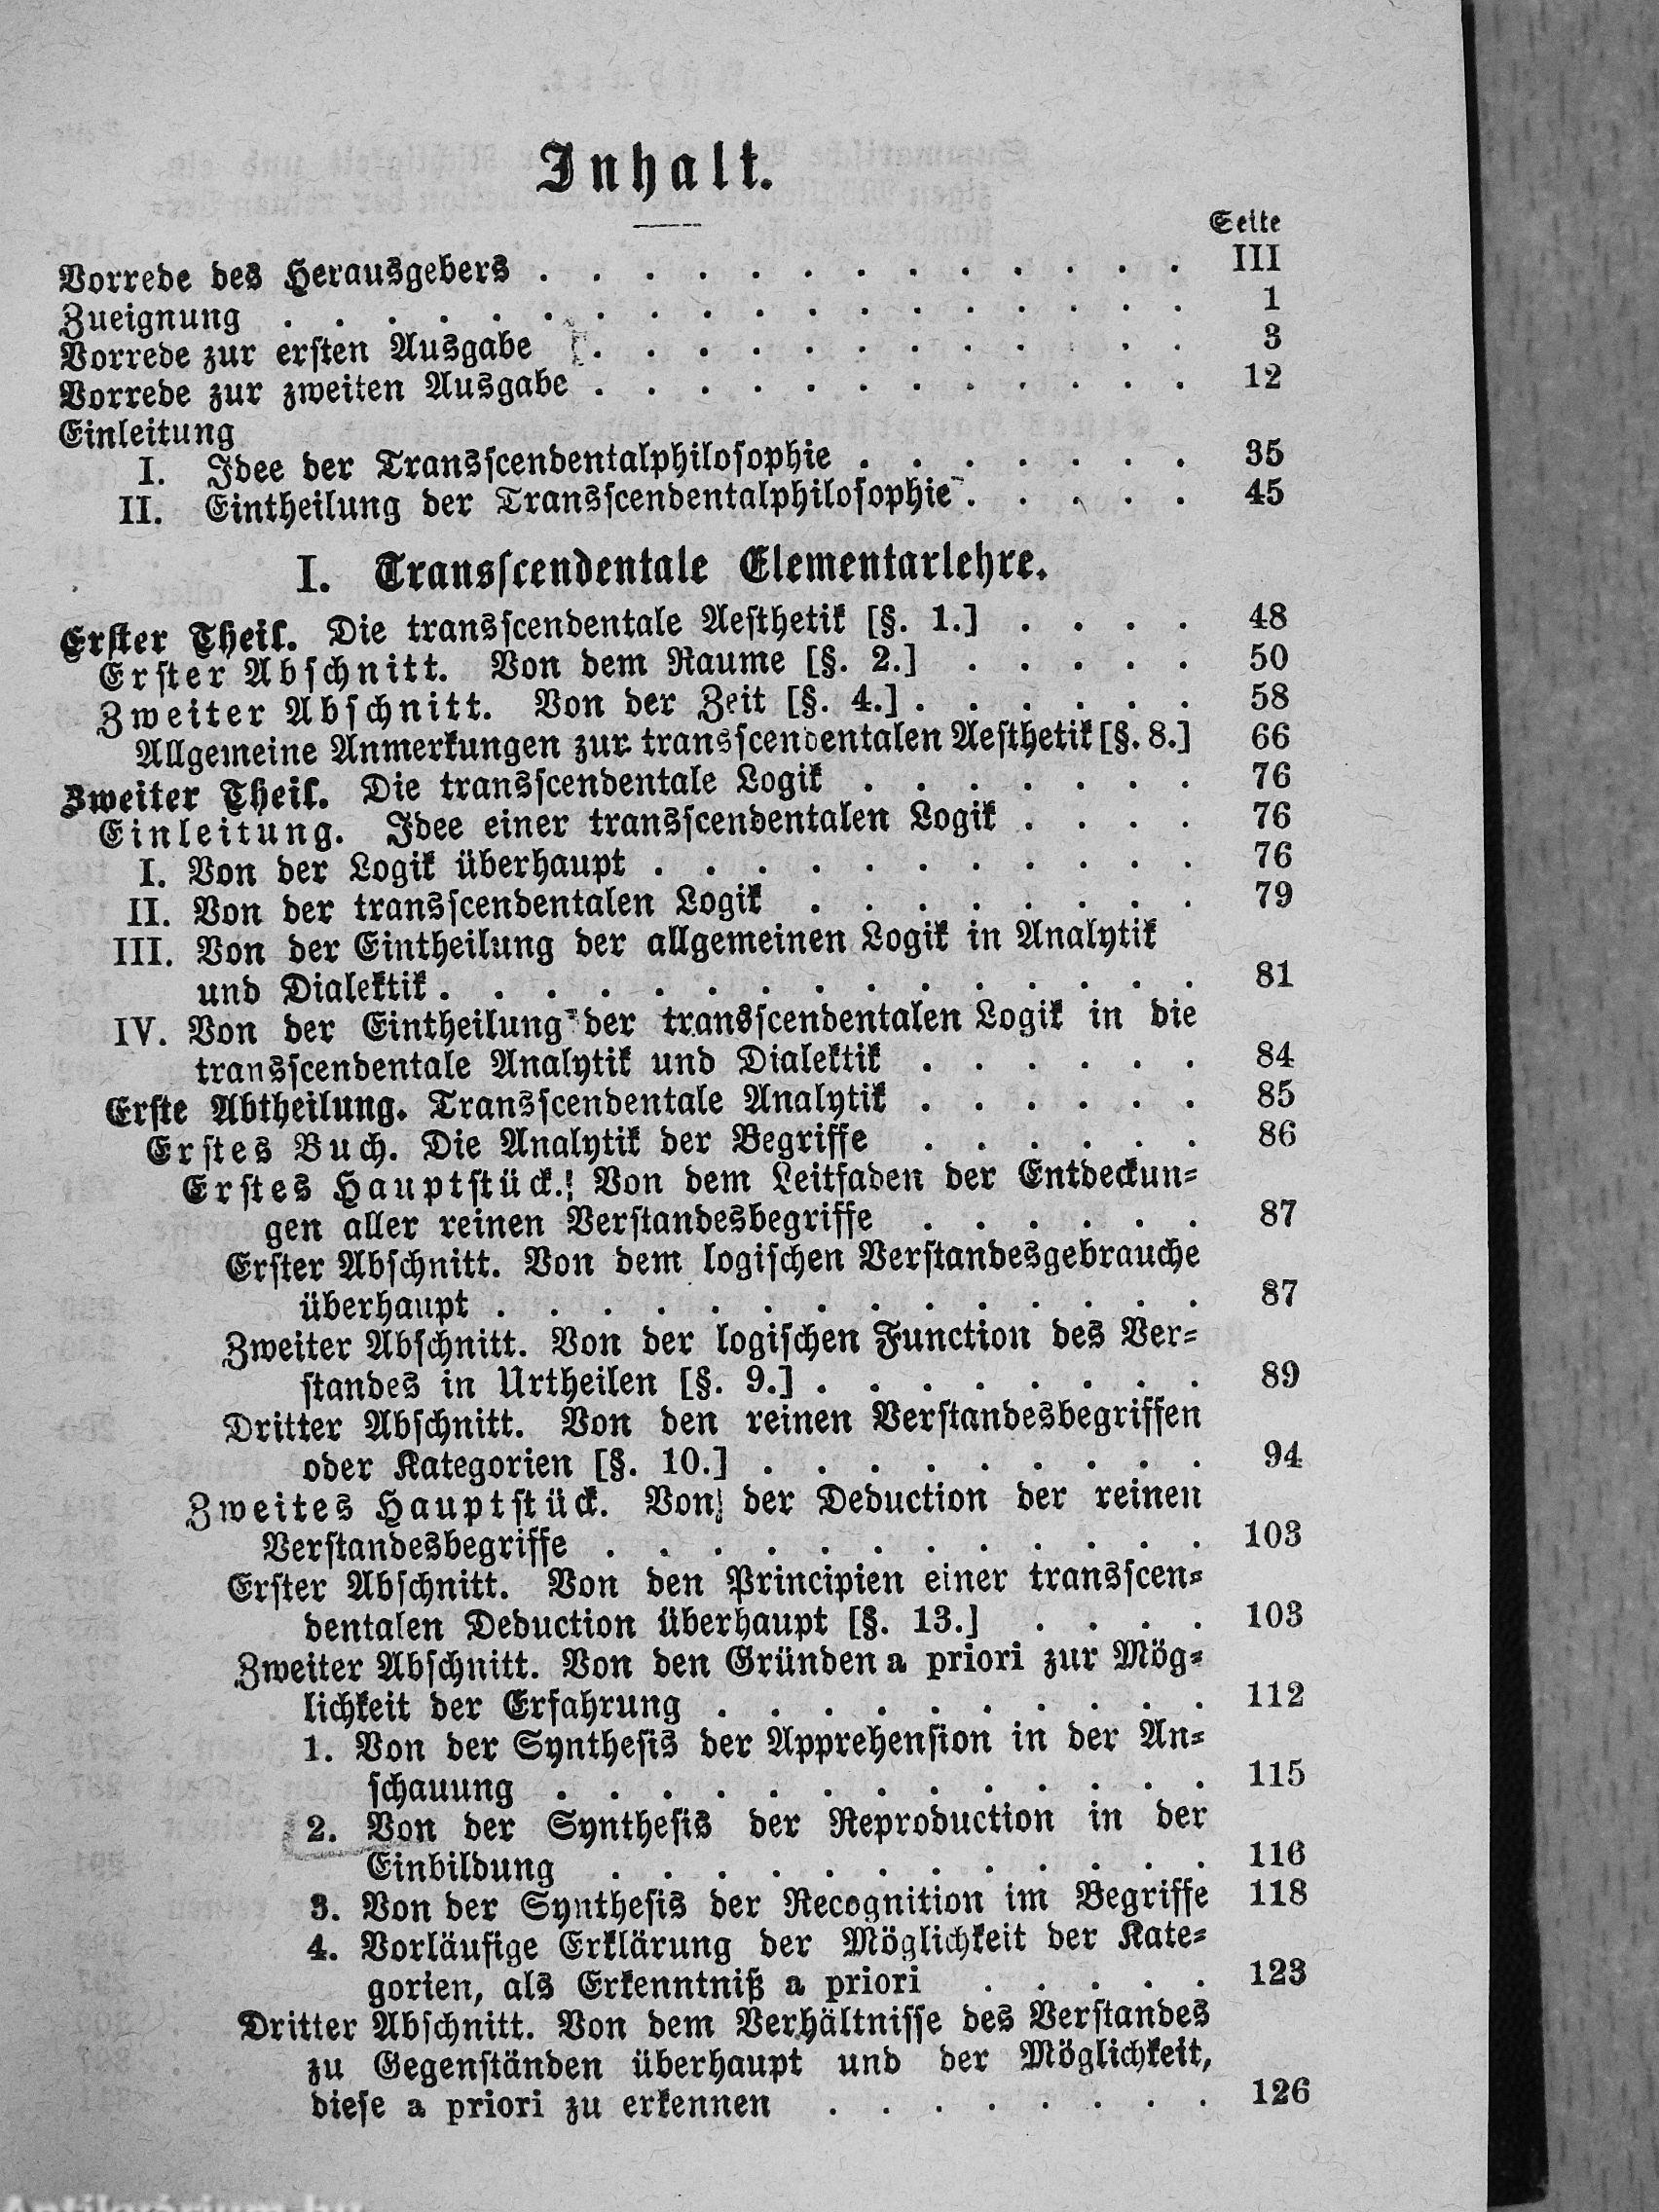 Inhalt.
Seite
Vorrede des Herausgebers . . . . . . . . . . . . . III
Zueignung . . . . . . . . . . . . . . . . . . 1
Vorrede zur ersten Ausgabe . . . . . . . . . . . . 3
Vorrede zur zweiten Ausgabe . . . . . . . . . . . . 12
Einleitung
I. Idee der Transscendentalphilosophie . . . . . . . 35
II. Eintheilung der Transscendentalphilosophie . . . . . 45
I. Transscendentale Elementarlehre.
Erster Theil. Die transscendentale Aesthetik [§. 1.] . . . . 48
Erster Abschnitt. Von dem Raume [§. 2.] . . . . . 50
Zweiter Abschnitt. Von der Zeit [§. 4.] . . . . . . 58
Allgemeine Anmerkungen zur transscendentalen Aesthetik [§. 8.] 66
Zweiter Theil. Die transscendentale Logik . . . . . . . 76
Einleitung. Idee einer transscendentalen Logik . . . . 76
I. Von der Logik überhaupt . . . . . . . . . . . 76
II. Von der transscendentalen Logik . . . . . . . . 79
III. Von der Eintheilung der allgemeinen Logik in Analytik
und Dialektik . . . . . . . . . . . . . . . 81
IV. Von der Eintheilung der transscendentalen Logik in die
transscendentale Analytik und Dialektik . . . . . . 84
Erste Abtheilung. Transscendentale Analytik . . . . . . 85
Erstes Buch. Die Analytik der Begriffe . . . . . . 86
Erstes Hauptstück. Von dem Leitfaden der Entdeckun-
gen aller reinen Verstandesbegriffe . . . . . . 87
Erster Abschnitt. Von dem logischen Verstandesgebrauche
überhaupt . . . . . . . . . . . . . . 87
Zweiter Abschnitt. Von der logischen Function des Ver-
standes in Urtheilen [§. 9.] . . . . . . . . 89
Dritter Abschnitt. Von den reinen Verstandesbegriffen
oder Kategorien [§. 10.] . . . . . . . . . 94
Zweites Hauptstück. Von der Deduction der reinen
Verstandesbegriffe . . . . . . . . . . . . 103
Erster Abschnitt. Von den Principien einer transscen-
dentalen Deduction überhaupt [§. 13.] . . . . 103
Zweiter Abschnitt. Von den Gründen a priori zur Mög-
lichkeit der Erfahrung . . . . . . . . . . 112
1. Von der Synthesis der Apprehension in der An-
schauung . . . . . . . . . . . . . 115
2. Von der Synthesis der Reproduction in der
Einbildung . . . . . . . . . . . . 116
3. Von der Synthesis der Recognition im Begriffe 118
4. Vorläufige Erklärung der Möglichkeit der Kate-
gorien, als Erkenntniß a priori . . . . . 123
Dritter Abschnitt. Von dem Verhältnisse des Verstandes
zu Gegenständen überhaupt und der Möglichkeit,
diese a priori zu erkennen . . . . . . . . 126